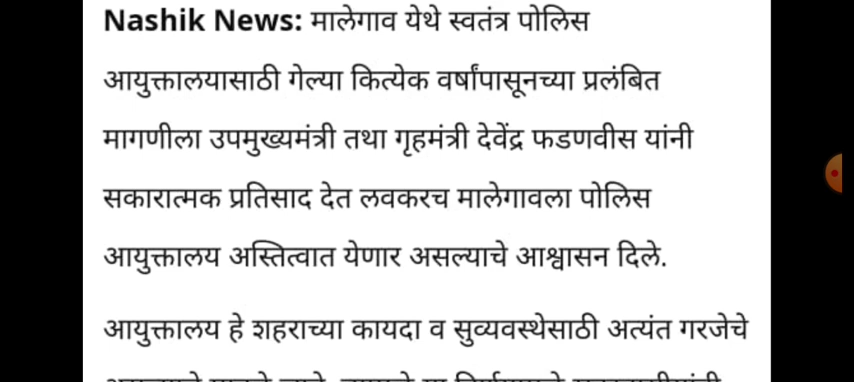 Nashik News: मालेगाव येथे स्वतंत्र पोलिस
आयुक्तालयासाठी गेल्या कित्येक वर्षांपासूनच्या प्रलंबित
मागणीला उपमुख्यमंत्री तथा गृहमंत्री देवेंद्र फडणवीस यांनी
सकारात्मक प्रतिसाद देत लवकरच मालेगावला पोलिस
आयुक्तालय अस्तित्वात येणार असल्याचे आश्वासन दिले.
आयुक्तालय हे शहराच्या कायदा व सुव्यवस्थेसाठी अत्यंत गरजेचे